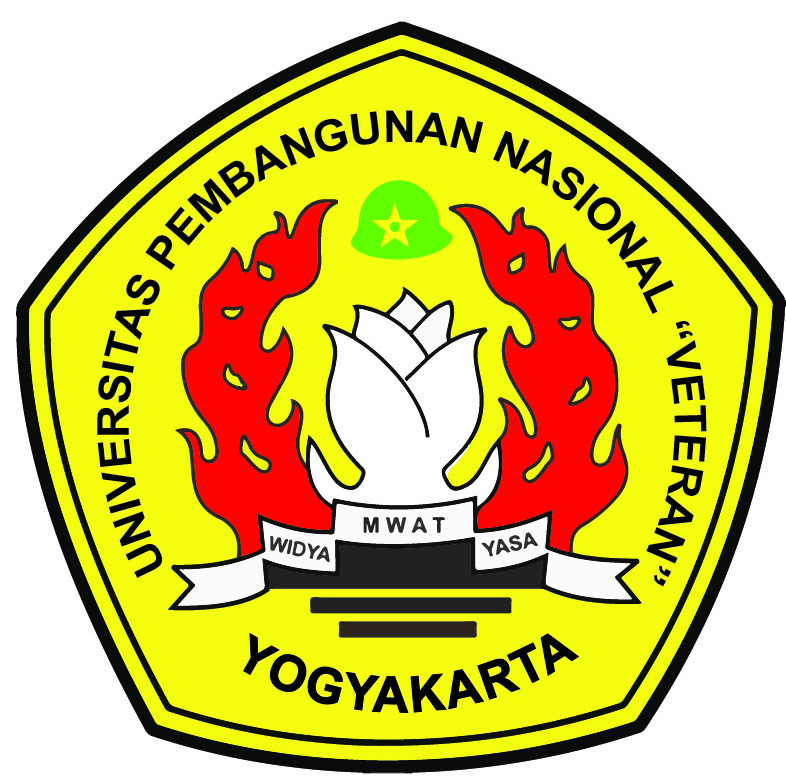 UNIVERSITAS PEMBANGUNAN NASIONAL “VETERAN”
WIDYA MWAT YASA
YOGYAKARTA